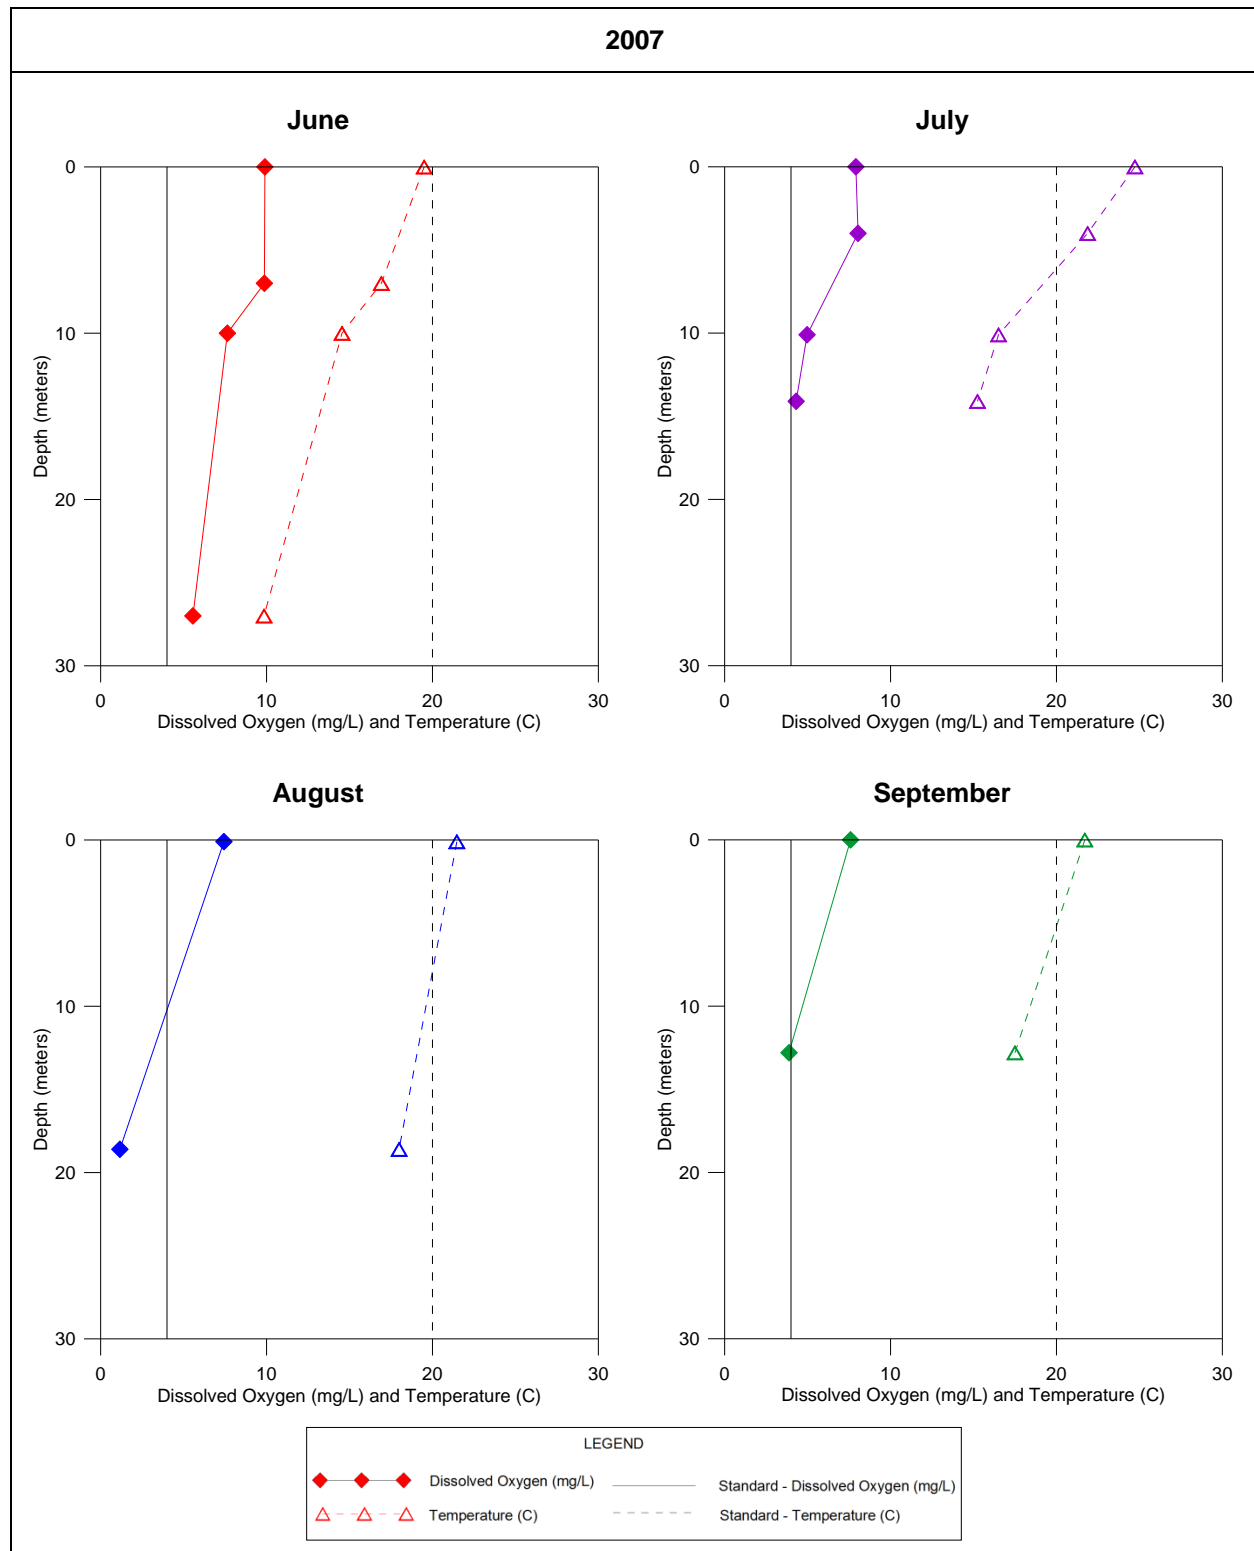 2007
June
July
0
10
20
30
Depth (meters)
0 10 20 30
Dissolved Oxygen (mg/L) and Temperature (C)
0
10
20
30
Depth (meters)
0 10 20 30
Dissolved Oxygen (mg/L) and Temperature (C)
August
September
0
10
20
30
Depth (meters)
0 10 20 30
Dissolved Oxygen (mg/L) and Temperature (C)
0
10
20
30
Depth (meters)
0 10 20 30
Dissolved Oxygen (mg/L) and Temperature (C)
LEGEND
Dissolved Oxygen (mg/L) Standard - Dissolved Oxygen (mg/L)
Temperature (C) Standard - Temperature (C)